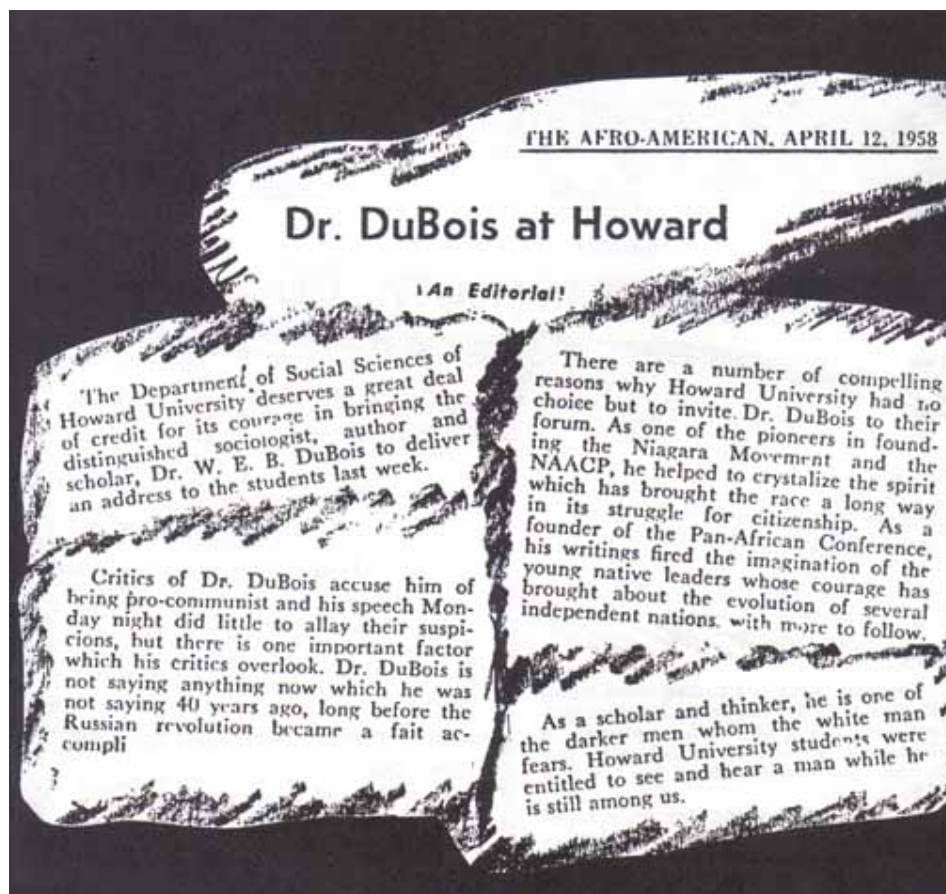 THE AFRO-AMERICAN, APRIL 12, 1958
Dr. DuBois at Howard
An Editorial!
The Department of Social Sciences of
Howard University deserves a great deal
of credit for its courage in bringing the
distinguished sociologist, author and
scholar, Dr. W. E. B. DuBois to deliver
an address to the students last week.
Critics of Dr. DuBois accuse him of
being pro-communist and his speech Mon-
day night did little to allay their suspi-
cions, but there is one important factor
which his critics overlook. Dr. DuBois is
not saying anything now which he was
not saying 40 years ago, long before the
Russian revolution became a fait ac-
compli
There are a number of compelling
reasons why Howard University had no
choice but to invite Dr. DuBois to their
forum. As one of the pioneers in found-
ing the Niagara Movement and the
NAACP, he helped to crystalize the spirit
which has brought the race a long way
in its struggle for citizenship. As a
founder of the Pan-African Conference,
his writings fired the imagination of the
young native leaders whose courage has
brought about the evolution of several
independent nations, with more to follow.
As a scholar and thinker, he is one of
the darker men whom the white man
fears. Howard University students were
entitled to see and hear a man while he
is still among us.